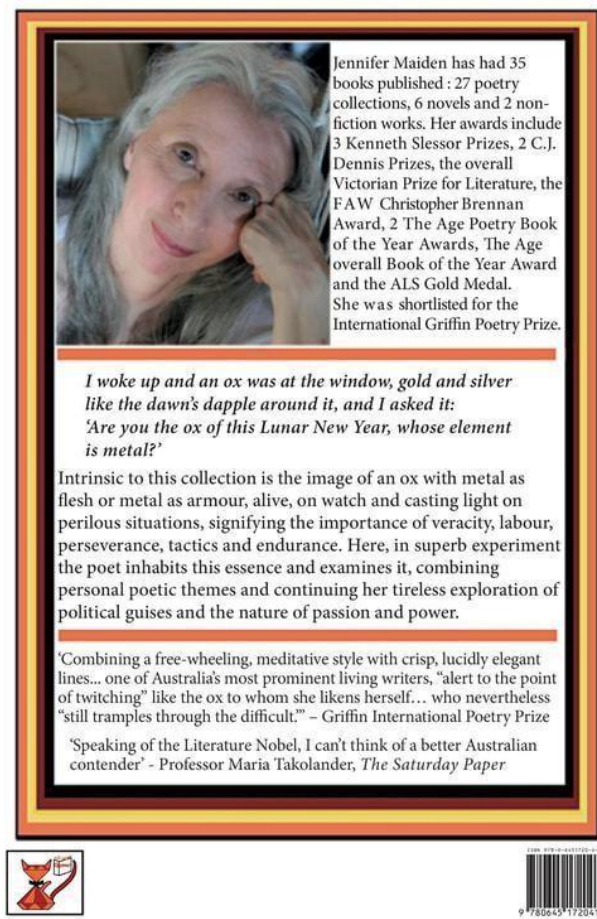 Jennifer Maiden has had 35
books published : 27 poetry
collections, 6 novels and 2 non-
fiction works. Her awards include
3 Kenneth Slessor Prizes, 2 C.J.
Dennis Prizes, the overall
Victorian Prize for Literature, the
FAW Christopher Brennan
Award, 2 The Age Poetry Book
of the Year Awards, The Age
overall Book of the Year Award
and the ALS Gold Medal.
She was shortlisted for the
International Griffin Poetry Prize.
I woke up and an ox was at the window, gold and silver
like the dawn's dapple around it, and I asked it:
'Are you the ox of this Lunar New Year, whose element
is metal?'
Intrinsic to this collection is the image of an ox with metal as
flesh or metal as armour, alive, on watch and casting light on
perilous situations, signifying the importance of veracity, labour,
perseverance, tactics and endurance. Here, in superb experiment
the poet inhabits this essence and examines it, combining
personal poetic themes and continuing her tireless exploration of
political guises and the nature of passion and power.
'Combining a free-wheeling, meditative style with crisp, lucidly elegant
lines... one of Australia's most prominent living writers, "alert to the point
of twitching" like the ox to whom she likens herself… who nevertheless
"still tramples through the difficult."' – Griffin International Poetry Prize
'Speaking of the Literature Nobel, I can't think of a better Australian
contender' - Professor Maria Takolander, The Saturday Paper
9 780645 17204